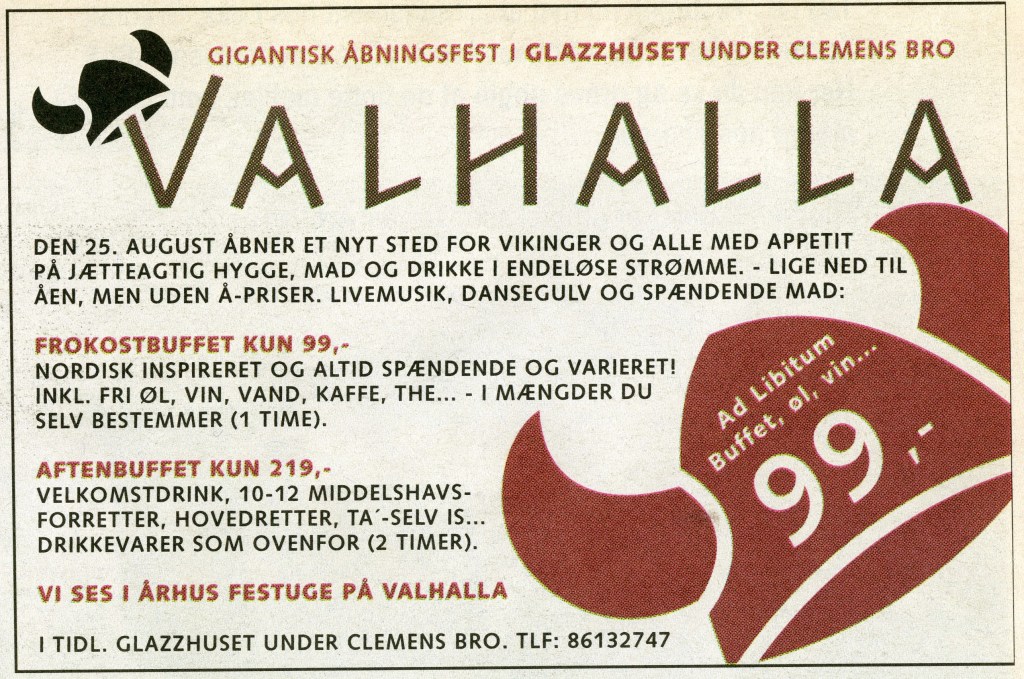 GIGANTISK ÅBNINGSFEST I GLAZZHUSET UNDER CLEMENS BRO
VALHALLA
DEN 25. AUGUST ÅBNER ET NYT STED FOR VIKINGER OG ALLE MED APPETIT
PÅ JÆTTEAGTIG HYGGE, MAD OG DRIKKE I ENDELØSE STRØMME. - LIGE NED TIL
ÅEN, MEN UDEN Å-PRISER. LIVEMUSIK, DANSEGULV OG SPÆNDENDE MAD:
FROKOSTBUFFET KUN 99,-
NORDISK INSPIRERET OG ALTID SPÆNDENDE OG VARIERET!
INKL. FRI ØL, VIN, VAND, KAFFE, THE... - I MÆNGDER DU
SELV BESTEMMER (1 TIME).
AFTENBUFFET KUN 219,-
VELKOMSTDRINK, 10-12 MIDDELSHAVS-
FORRETTER, HOVEDRETTER, TA´-SELV IS...
DRIKKEVARER SOM OVENFOR (2 TIMER).
VI SES I ÅRHUS FESTUGE PÅ VALHALLA
I TIDL. GLAZZHUSET UNDER CLEMENS BRO. TLF: 86132747
Ad Libitum
Buffet, øl, vin...
99,-